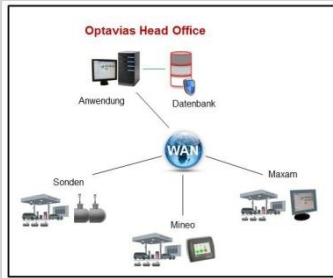 Optavias Head Office
Anwendung
Datenbank
WAN
Sonden
Maxam
Mineo